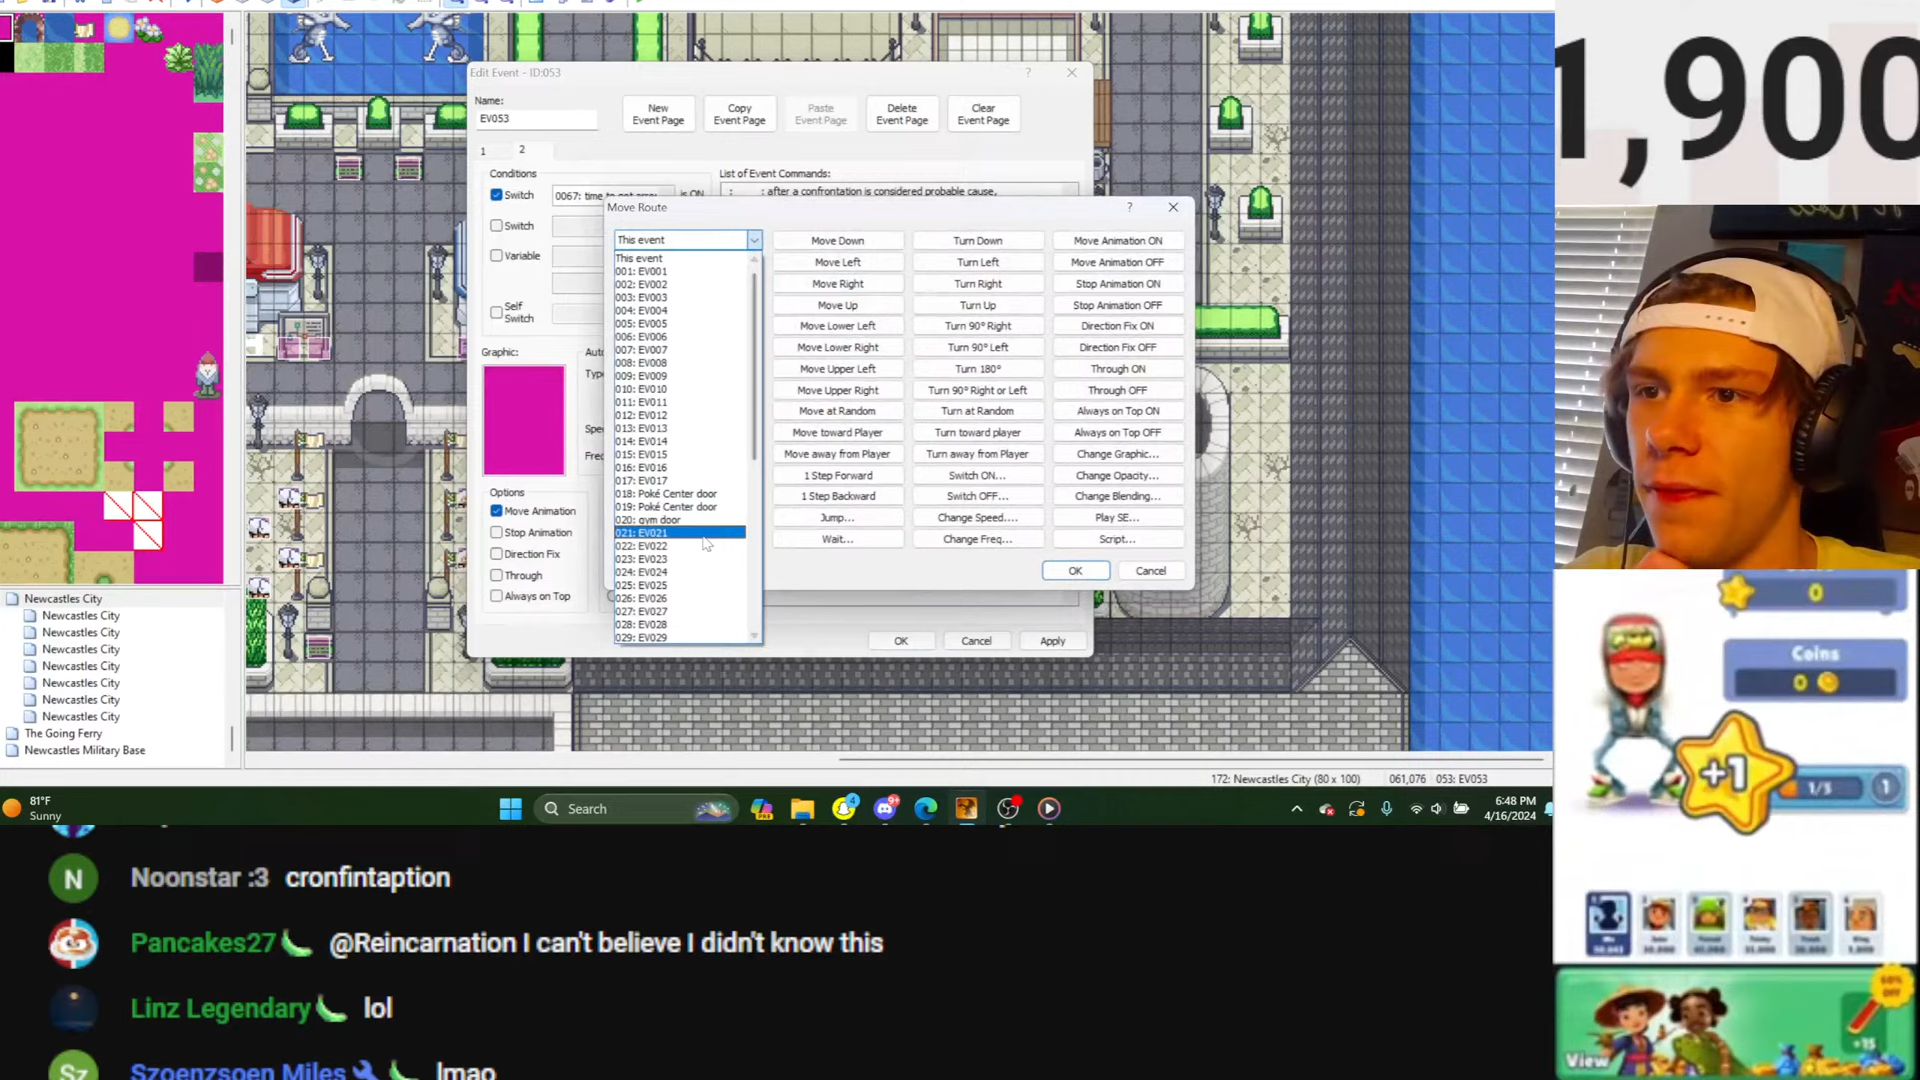 Edit Event - ID:053
?
Name:
EV053
New
Event Page
Copy
Event Page
Paste
Event Page
Delete
Event Page
Clear
Event Page
1
2
Conditions
Switch
is ON
Switch
Variable
Self
Switch
Graphic:
Options
Move Animation
Stop Animation
Direction Fix
Through
Always on Top
List of Event Commands:
: : after a confrontation is considered probable cause,
Move Route
?
This event
This event
001: EV001
002: EV002
003: EV003
004: EV004
005: EV005
006: EV006
007: EV007
008: EV008
009: EV009
010: EV010
011: EV011
012: EV012
013: EV013
014: EV014
015: EV015
016: EV016
017: EV017
018: Poké Center door
019: Poké Center door
020: gym door
021: EV021
022: EV022
023: EV023
024: EV024
025: EV025
026: EV026
027: EV027
028: EV028
029: EV029
Move Down
Move Left
Move Right
Move Up
Move Lower Left
Move Lower Right
Move Upper Left
Move Upper Right
Move at Random
Move toward Player
Move away from Player
1 Step Forward
1 Step Backward
Jump...
Wait...
Turn Down
Turn Left
Turn Right
Turn Up
Turn 90° Right
Turn 90° Left
Turn 180°
Turn 90° Right or Left
Turn at Random
Turn toward player
Turn away from Player
Switch ON...
Switch OFF...
Change Speed....
Change Freq...
Move Animation ON
Move Animation OFF
Stop Animation ON
Stop Animation OFF
Direction Fix ON
Direction Fix OFF
Through ON
Through OFF
Always on Top ON
Always on Top OFF
Change Graphic...
Change Opacity...
Change Blending...
Play SE...
Script...
OK
Cancel
OK
Cancel
Apply
Newcastles City
Newcastles City
Newcastles City
Newcastles City
Newcastles City
Newcastles City
Newcastles City
Newcastles City
The Going Ferry
Newcastles Military Base
172: Newcastles City (80 x 100)
061,076
053: EV053
81°F
Sunny
Search
6:48 PM
4/16/2024
1,900
0
Coins
0
+1
1/5
1
View
+15
N
Noonstar :3 cronfintaption
Pancakes27 @Reincarnation I can't believe I didn't know this
Linz Legendary lol
Sz
Szoenzsoen Miles lmao